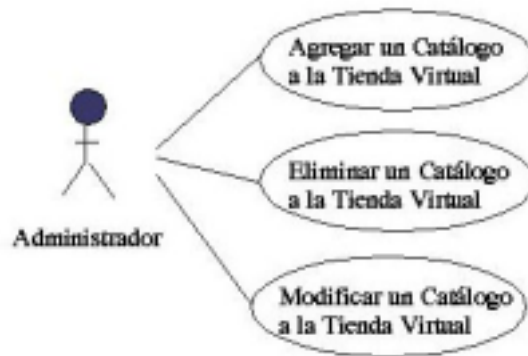 Agregar un Catálogo
a la Tienda Virtual
Eliminar un Catálogo
a la Tienda Virtual
Administrador
Modificar un Catálogo
a la Tienda Virtual